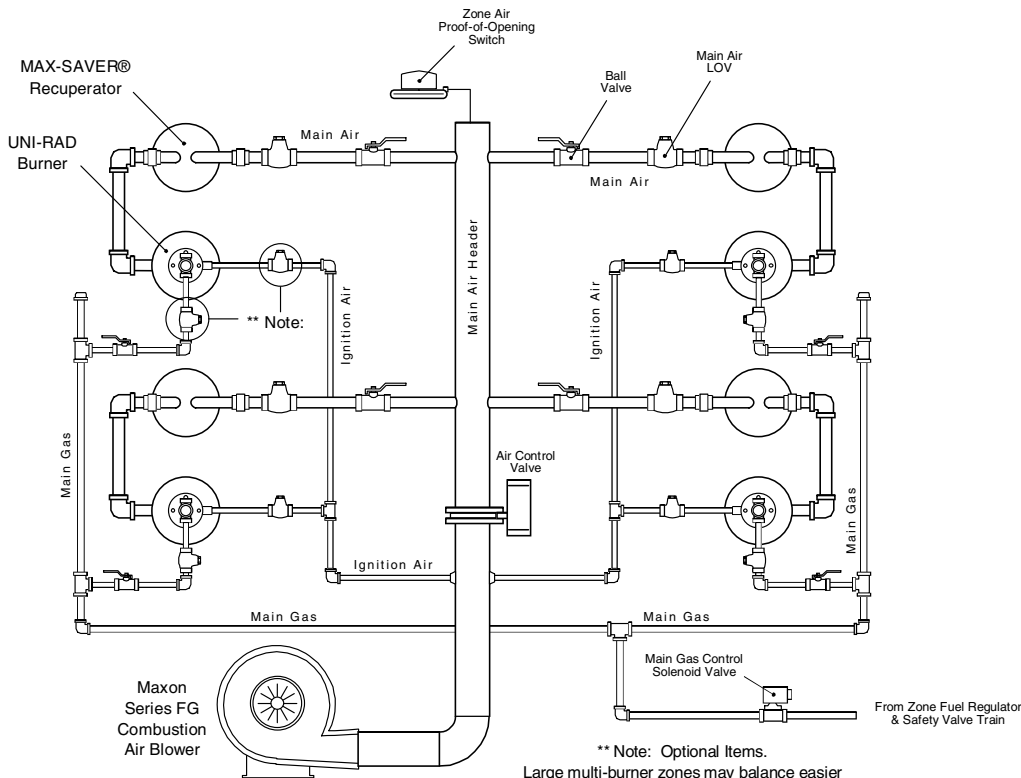 Zone Air
Proof-of-Opening
Switch
MAX-SAVER®
Recuperator
Ball
Valve
Main Air
LOV
UNI-RAD
Burner
Main Air
Main Air
Main Air Header
Ignition Air
Ignition Air
** Note:
Main Gas
Air Control
Valve
Main Gas
Ignition Air
Main Gas
Main Gas
Main Gas Control
Solenoid Valve
Maxon
Series FG
Combustion
Air Blower
From Zone Fuel Regulator
& Safety Valve Train
** Note: Optional Items.
Large multi-burner zones may balance easier